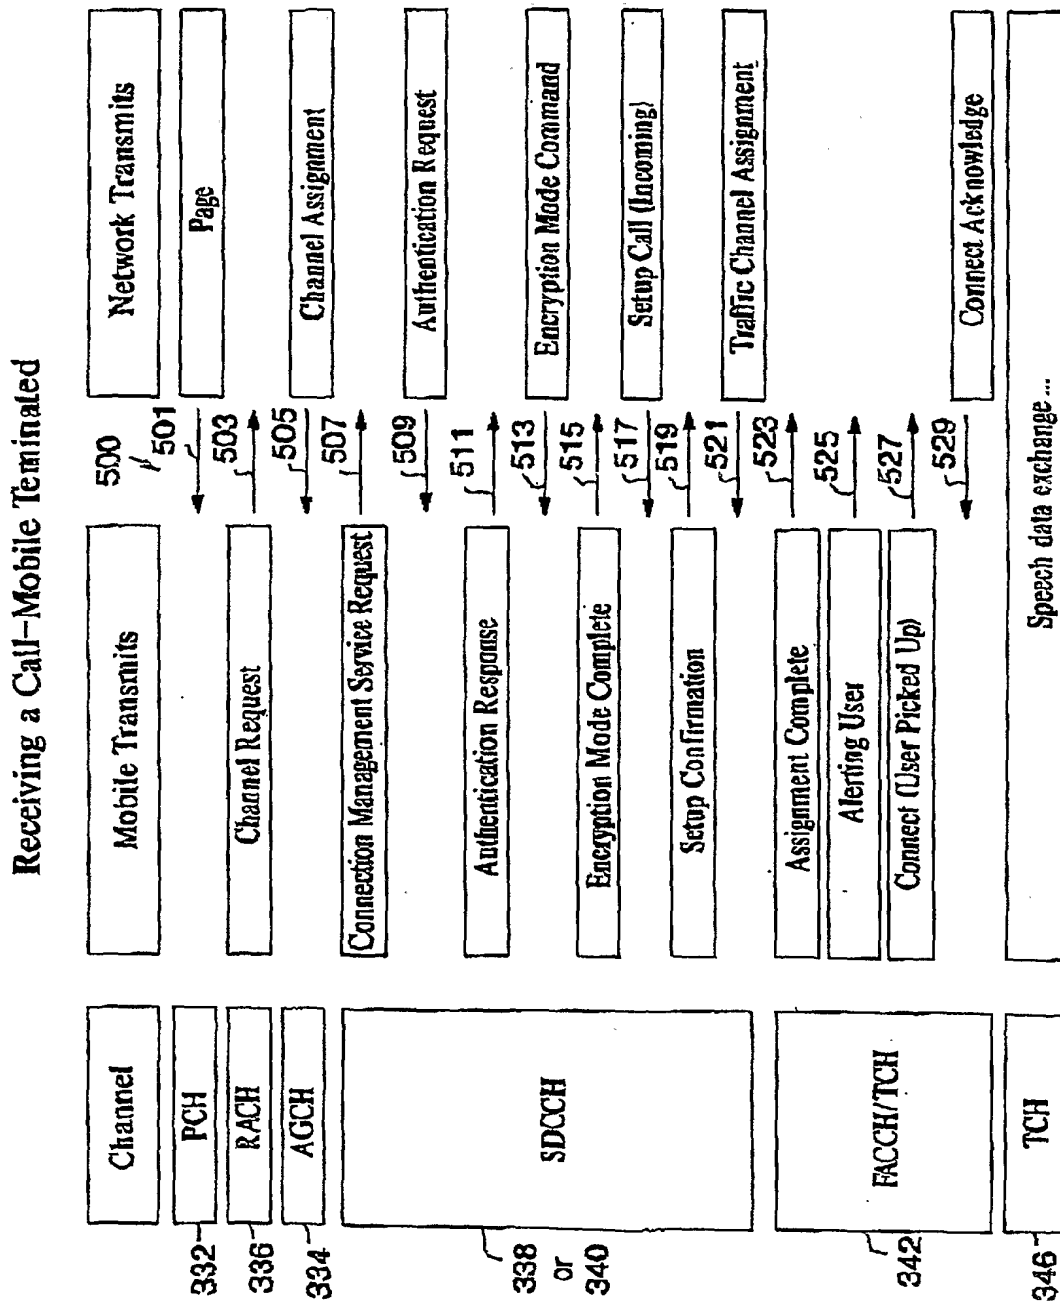 Receiving a Call-Mobile Teminated
Channel
Mobile Transmits
500
Network Transmits
332
PCH
501
Page
336
RACH
Channel Request
503
334
AGCH
505
Channel Assignment
338
or
340
SDCCH
Connection Management Service Request
507
509
Authentication Request
Authentication Response
511
513
Encryption Mode Command
Encryption Mode Complete
515
517
Setup Call (Incoming)
Setup Confirmation
519
521
Traffic Channel Assignment
342
FACCH/TCH
Assignment Complete
523
Alerting User
525
Connect (User Picked Up)
527
529
Connect Acknowledge
346
TCH
Speech data exchange...